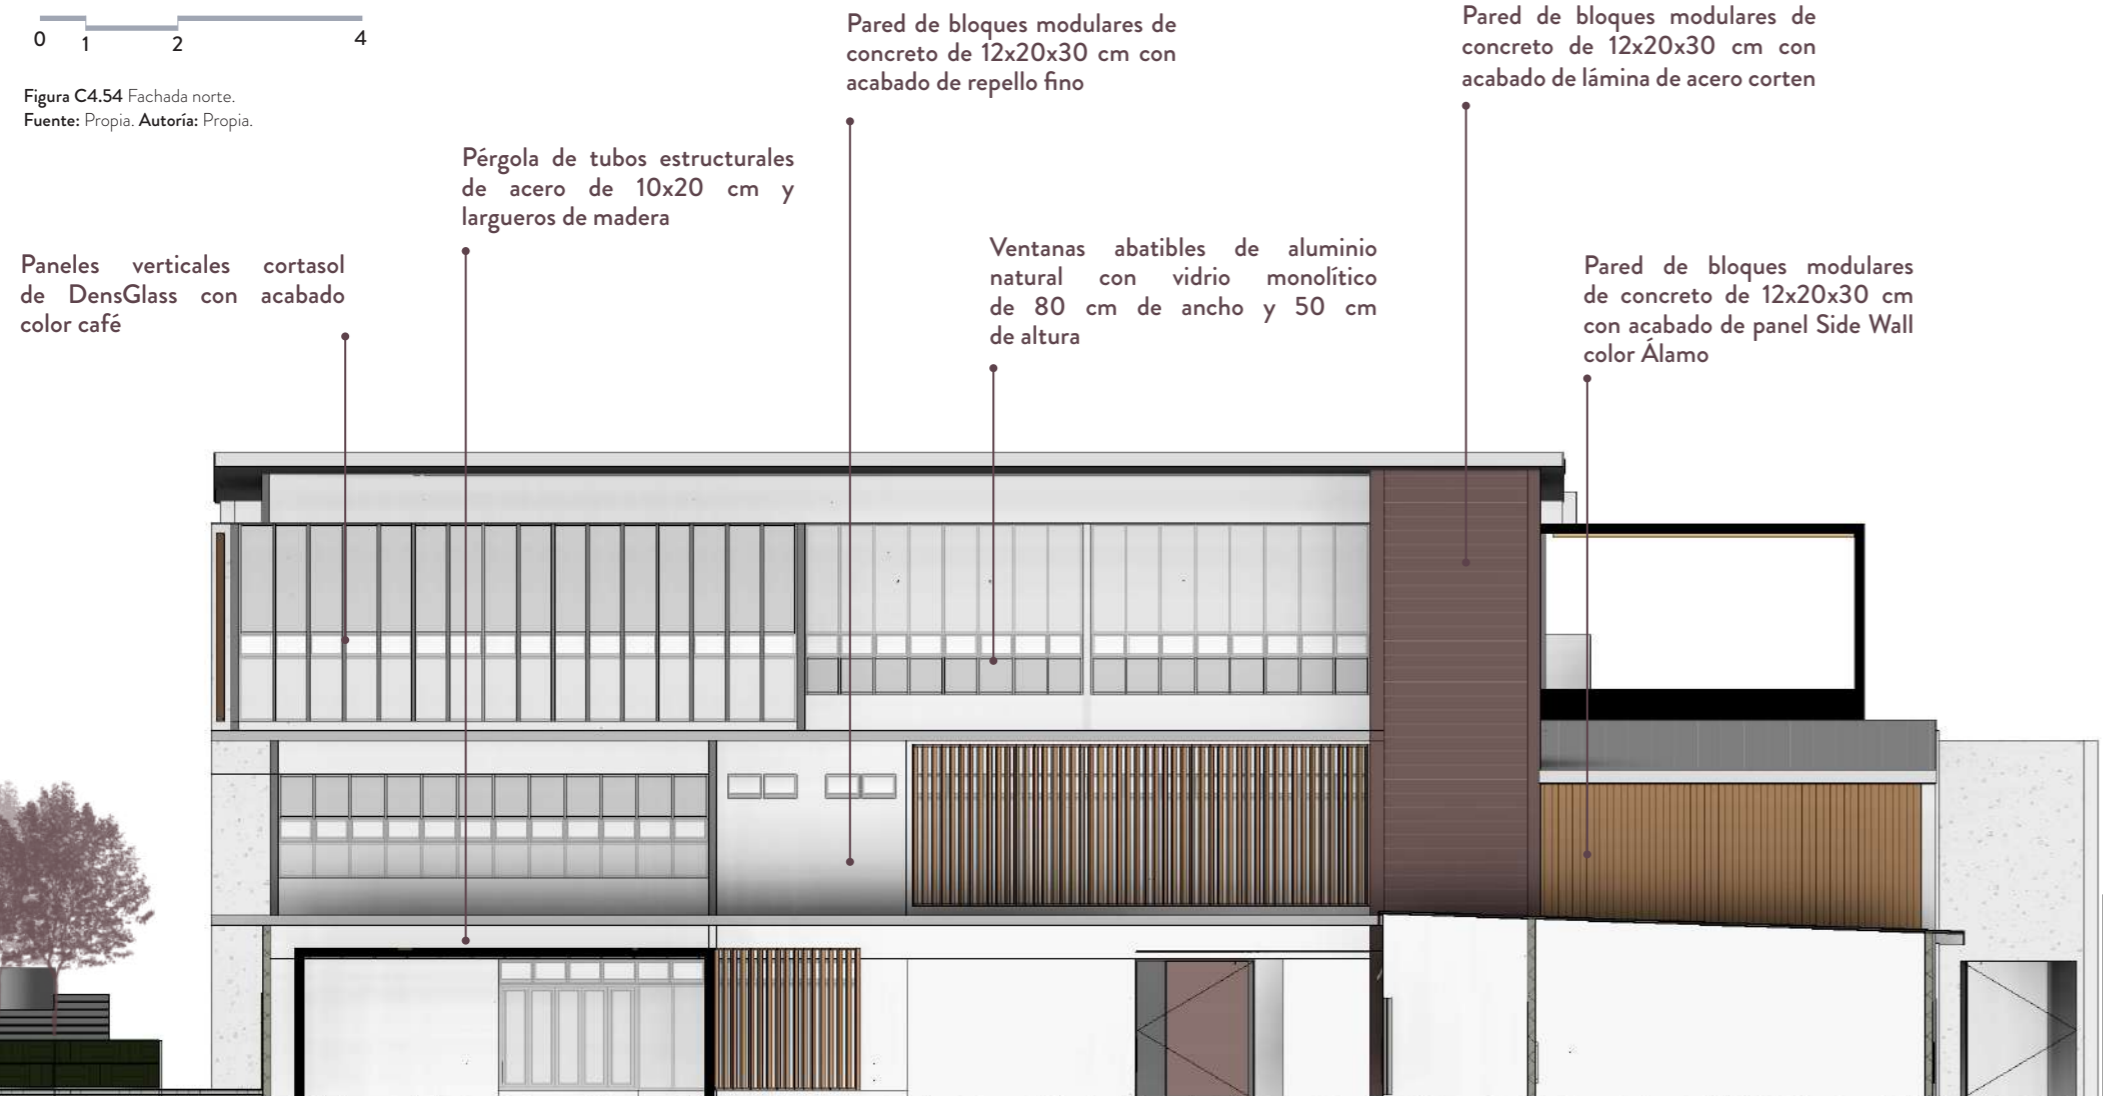 0 1 2 4
Figura C4.54 Fachada norte.
Fuente: Propia. Autoría: Propia.
Paneles verticales cortasol
de DensGlass con acabado
color café
Pérgola de tubos estructurales
de acero de 10x20 cm y
largueros de madera
Pared de bloques modulares de
concreto de 12x20x30 cm con
acabado de repello fino
Ventanas abatibles de aluminio
natural con vidrio monolítico
de 80 cm de ancho y 50 cm
de altura
Pared de bloques modulares de
concreto de 12x20x30 cm con
acabado de lámina de acero corten
Pared de bloques modulares
de concreto de 12x20x30 cm
con acabado de panel Side Wall
color Álamo